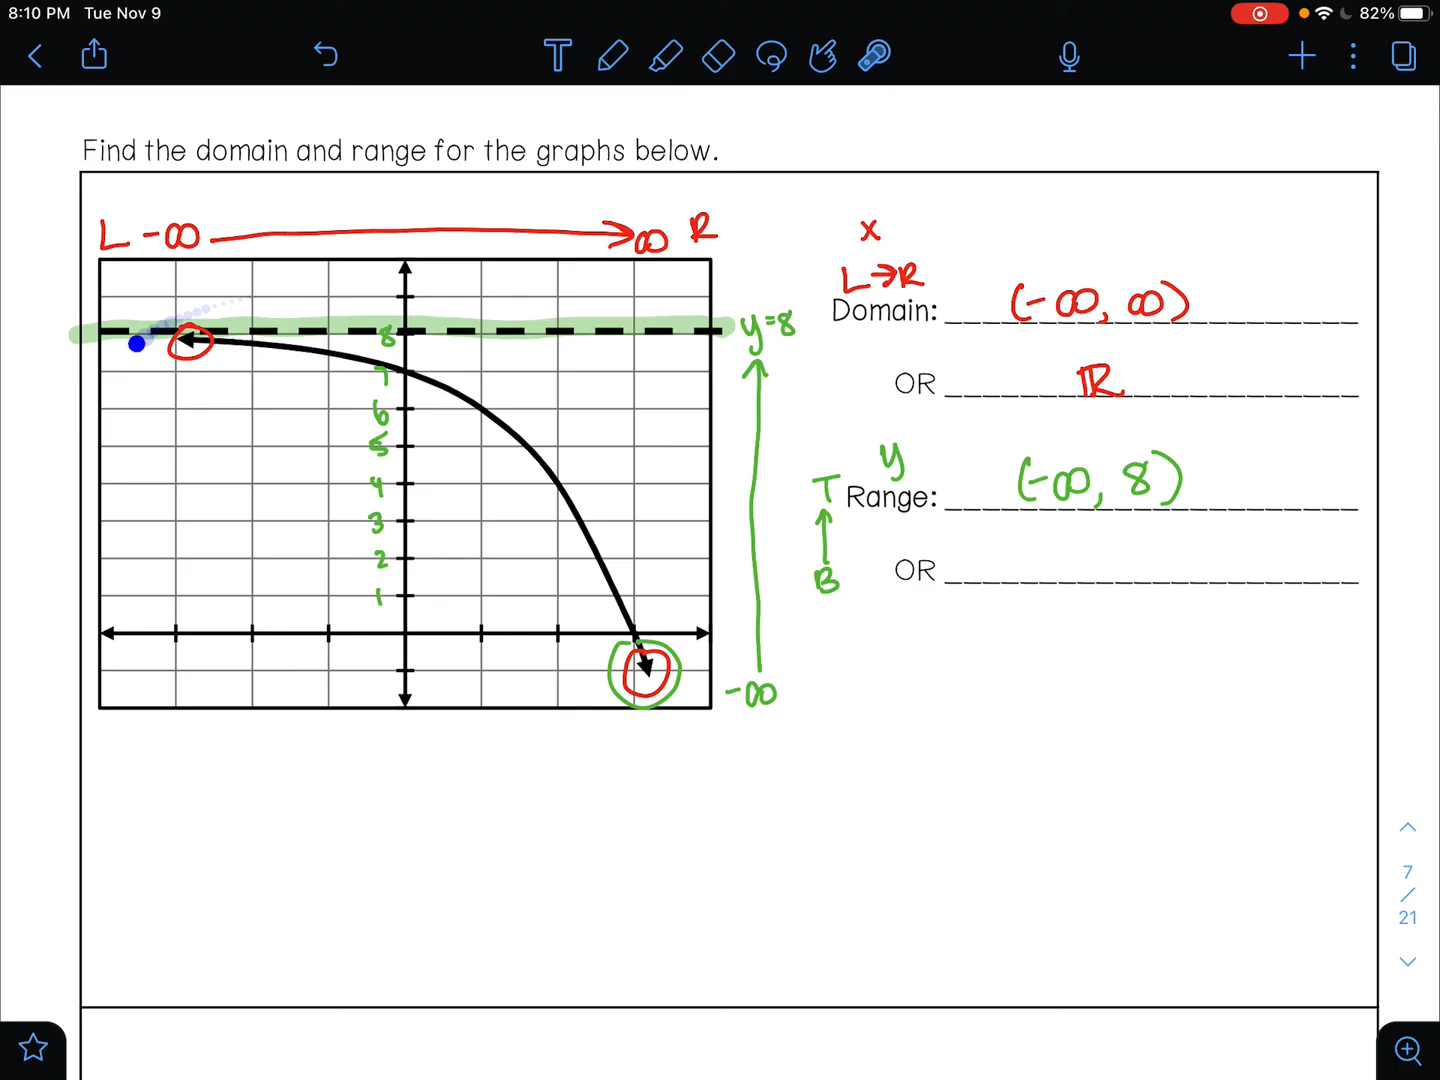 8:10 PM Tue Nov 9
82%
T
Find the domain and range for the graphs below.
L -∞ ∞ R
x
L→R
Domain: (-∞, ∞)
y=8
OR ℝ
y
T Range: (-∞, 8)
B
OR
8
7
6
5
4
3
2
1
-∞
7
/
21